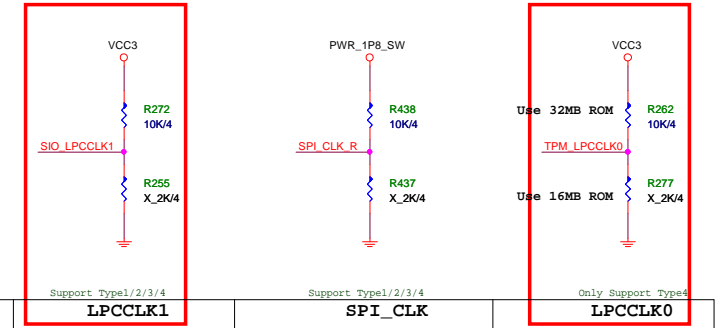 VCC3
PWR_1P8_SW
VCC3
R272
10K/4
R438
10K/4
Use 32MB ROM
R262
10K/4
SIO_LPCCLK1
SPI_CLK_R
TPM_LPCCLK0
R255
X_2K/4
R437
X_2K/4
Use 16MB ROM
R277
X_2K/4
Support Type1/2/3/4
Support Type1/2/3/4
Only Support Type4
LPCCLK1
SPI_CLK
LPCCLK0